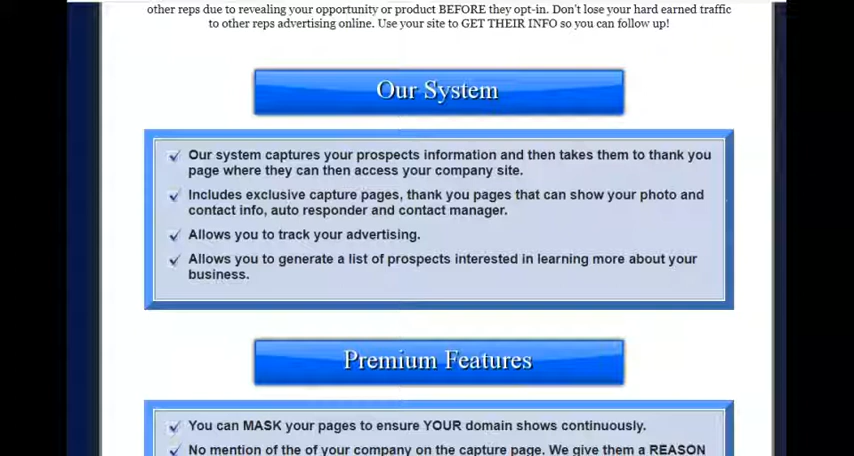 other reps due to revealing your opportunity or product BEFORE they opt-in. Don't lose your hard earned traffic
to other reps advertising online. Use your site to GET THEIR INFO so you can follow up!
Our System
Our system captures your prospects information and then takes them to thank you
page where they can then access your company site.
Includes exclusive capture pages, thank you pages that can show your photo and
contact info, auto responder and contact manager.
Allows you to track your advertising.
Allows you to generate a list of prospects interested in learning more about your
business.
Premium Features
You can MASK your pages to ensure YOUR domain shows continuously.
No mention of the of your company on the capture page. We give them a REASON